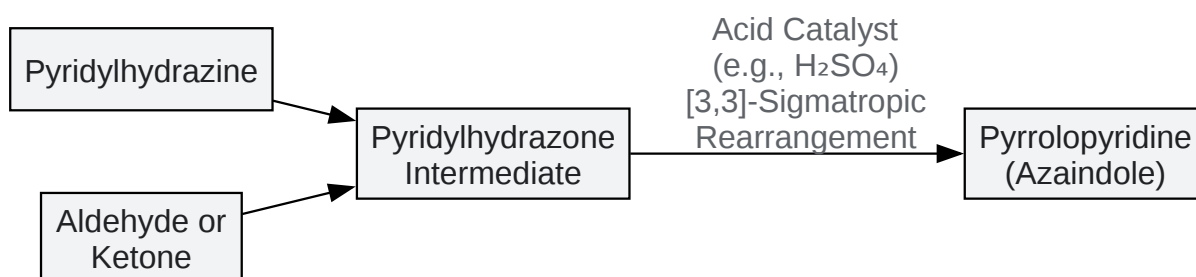 Pyridylhydrazine
Aldehyde or
Ketone
Pyridylhydrazone
Intermediate
Acid Catalyst
(e.g., H₂SO₄)
[3,3]-Sigmatropic
Rearrangement
Pyrrolopyridine
(Azaindole)